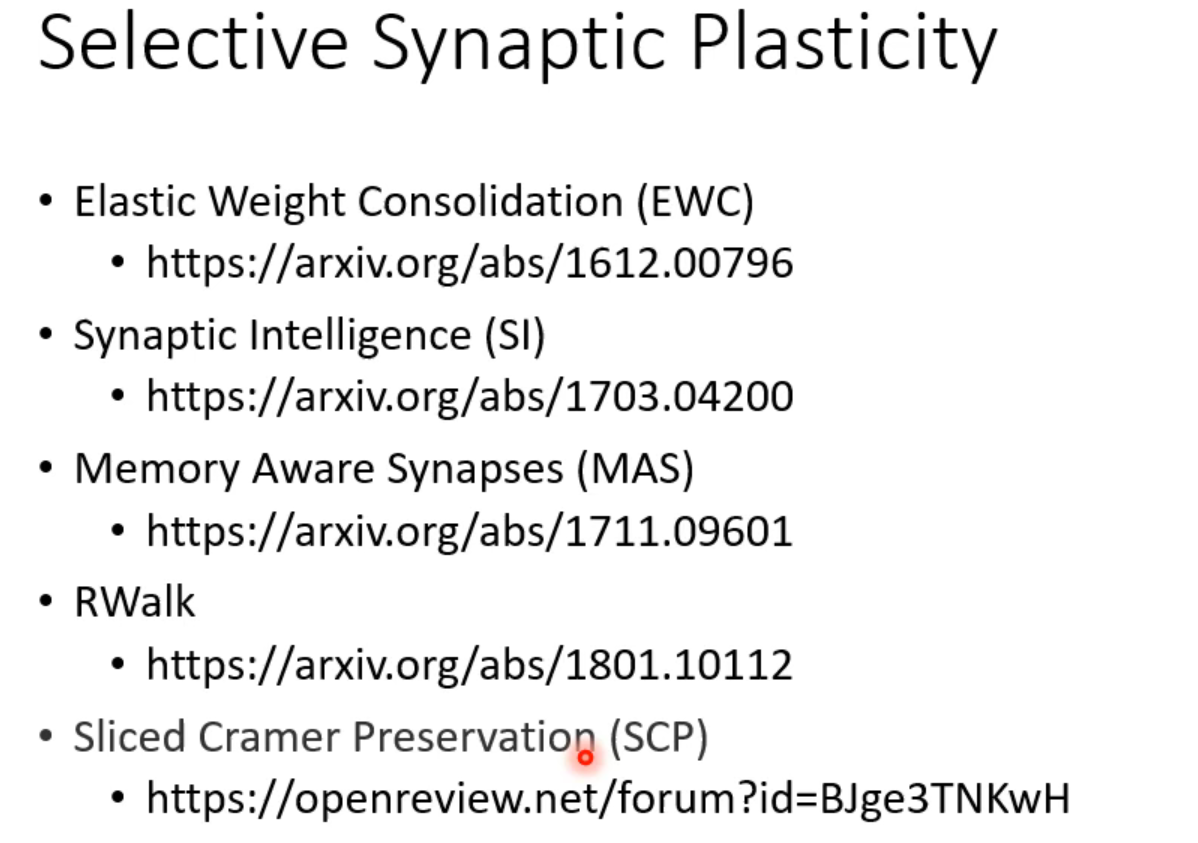 Selective Synaptic Plasticity
• Elastic Weight Consolidation (EWC)
• https://arxiv.org/abs/1612.00796
• Synaptic Intelligence (SI)
• https://arxiv.org/abs/1703.04200
• Memory Aware Synapses (MAS)
• https://arxiv.org/abs/1711.09601
• RWalk
• https://arxiv.org/abs/1801.10112
• Sliced Cramer Preservation (SCP)
• https://openreview.net/forum?id=BJge3TNKwH